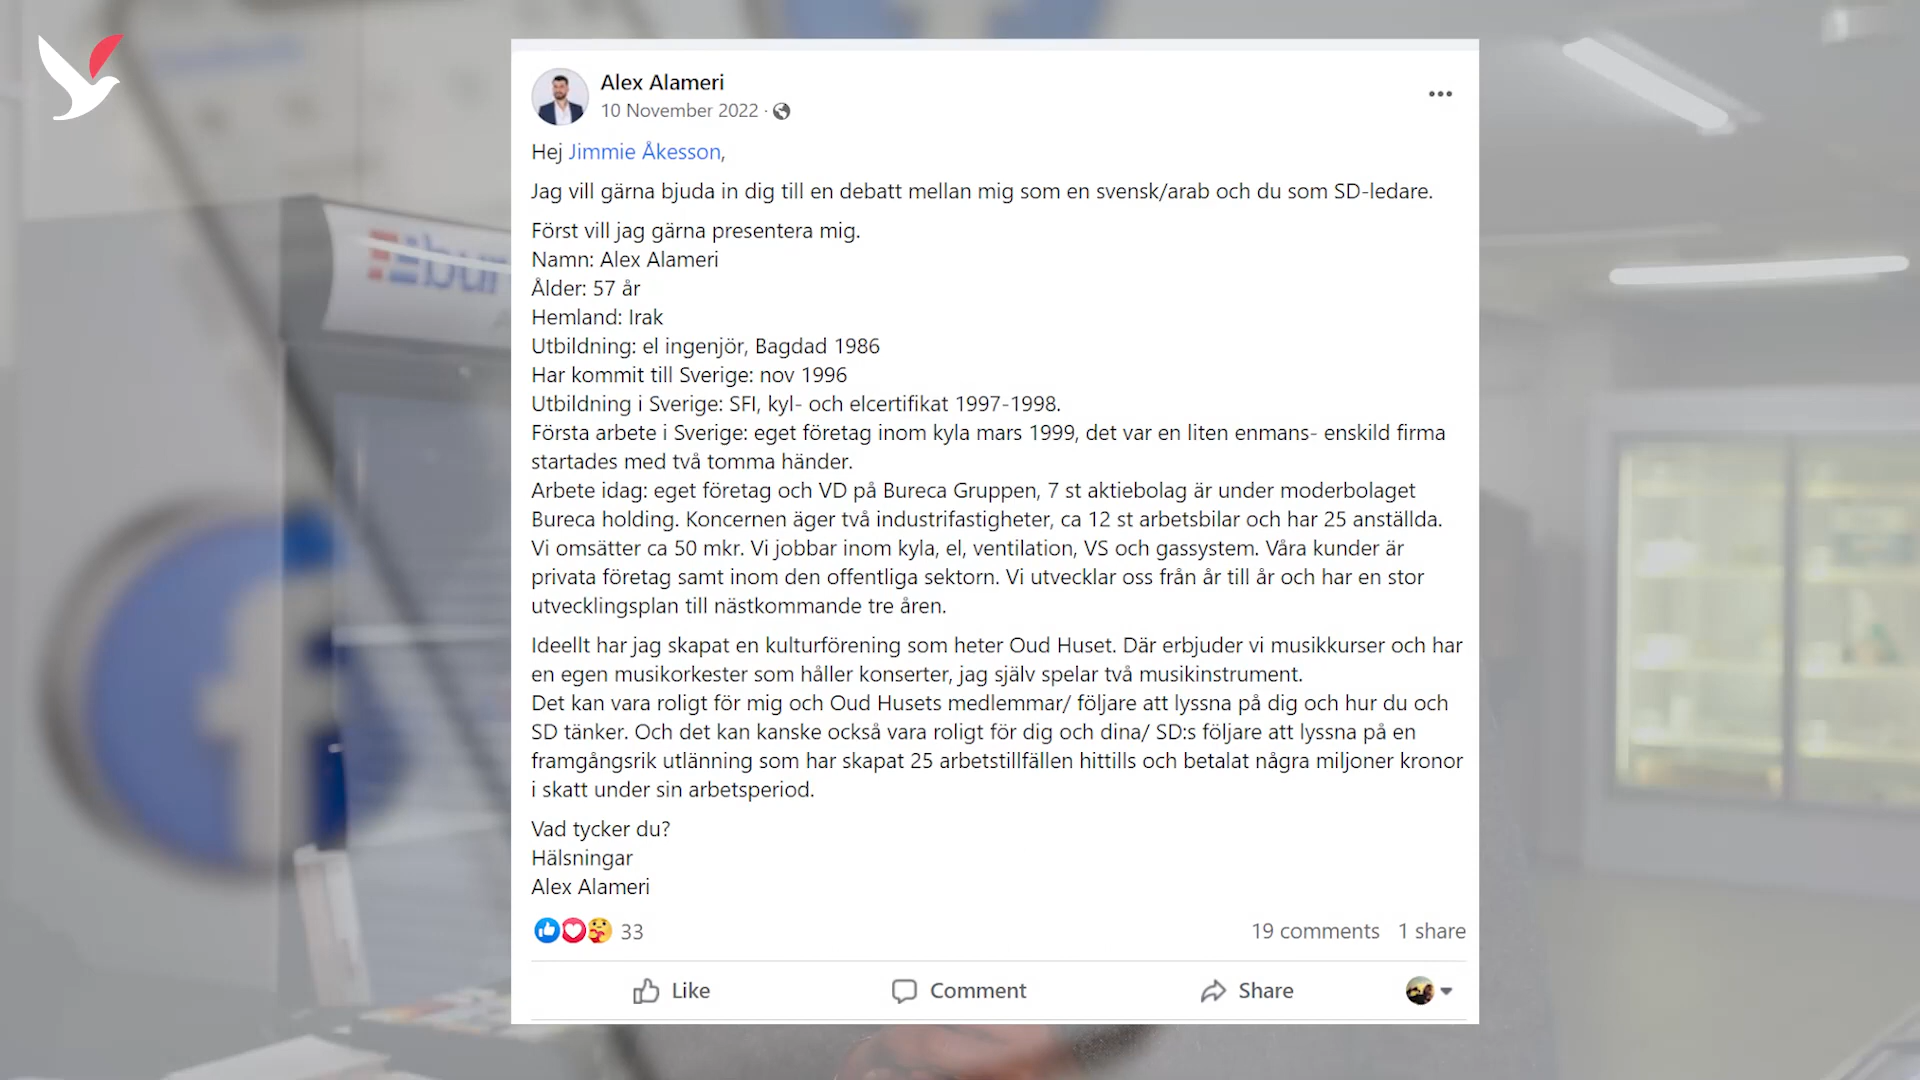 Alex Alameri
10 November 2022 ·
Hej Jimmie Åkesson,
Jag vill gärna bjuda in dig till en debatt mellan mig som en svensk/arab och du som SD-ledare.
Först vill jag gärna presentera mig.
Namn: Alex Alameri
Ålder: 57 år
Hemland: Irak
Utbildning: el ingenjör, Bagdad 1986
Har kommit till Sverige: nov 1996
Utbildning i Sverige: SFI, kyl- och elcertifikat 1997-1998.
Första arbete i Sverige: eget företag inom kyla mars 1999, det var en liten enmans- enskild firma
startades med två tomma händer.
Arbete idag: eget företag och VD på Bureca Gruppen, 7 st aktiebolag är under moderbolaget
Bureca holding. Koncernen äger två industrifastigheter, ca 12 st arbetsbilar och har 25 anställda.
Vi omsätter ca 50 mkr. Vi jobbar inom kyla, el, ventilation, VS och gassystem. Våra kunder är
privata företag samt inom den offentliga sektorn. Vi utvecklar oss från år till år och har en stor
utvecklingsplan till nästkommande tre åren.
Ideellt har jag skapat en kulturförening som heter Oud Huset. Där erbjuder vi musikkurser och har
en egen musikorkester som håller konserter, jag själv spelar två musikinstrument.
Det kan vara roligt för mig och Oud Husets medlemmar/ följare att lyssna på dig och hur du och
SD tänker. Och det kan kanske också vara roligt för dig och dina/ SD:s följare att lyssna på en
framgångsrik utlänning som har skapat 25 arbetstillfällen hittills och betalat några miljoner kronor
i skatt under sin arbetsperiod.
Vad tycker du?
Hälsningar
Alex Alameri
33
19 comments 1 share
Like Comment Share